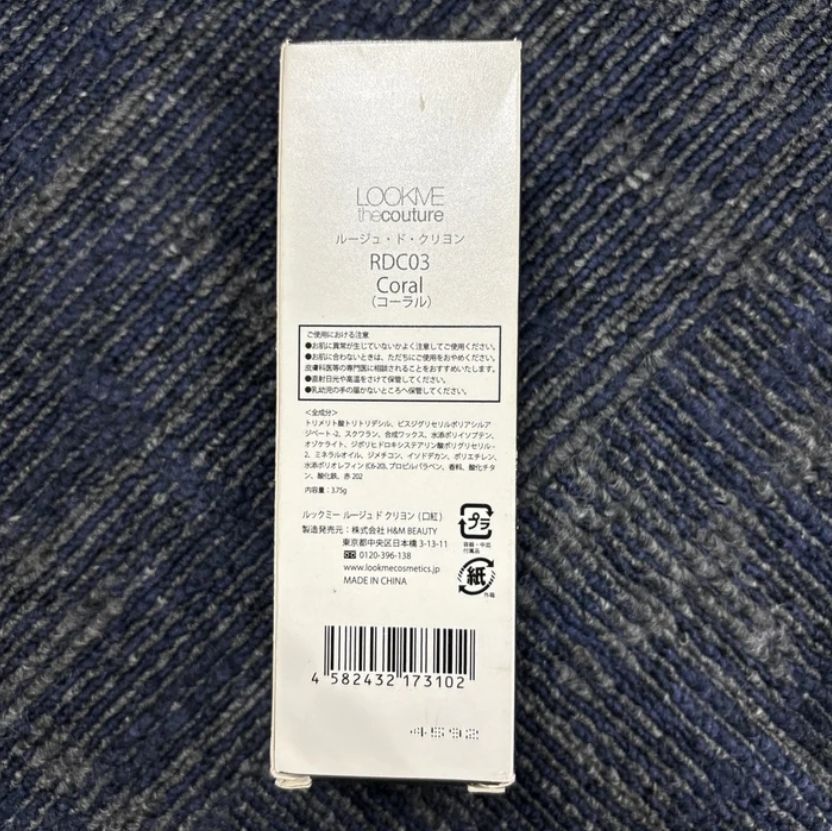 LOOKME
thecouture
ルージュ・ド・クリヨン
RDC03
Coral
(コーラル)
ご使用における注意
●お肌に異常が生じていないかよく注意してご使用ください。
●お肌に合わないときは、ただちにご使用をおやめください。
皮膚科医等の専門医に相談されることをおすすめいたします。
●直射日光や高温をさけて保管してください。
●乳幼児の手の届かないところへ保管してください。
<全成分>
トリメリト酸トリトリデシル、ビスジグリセリルポリアシルア
ジペート-2、スクワラン、合成ワックス、水添ポリイソブテン、
オゾケライト、ジポリヒドロキシステアリン酸ポリグリセリル-
2、ミネラルオイル、ジメチコン、イソドデカン、ポリエチレン、
水添ポリオレフィン (C6-20)、プロピルパラベン、香料、酸化チタ
ン、酸化鉄、赤 202
内容量:3.75g
ルックミー ルージュ ド クリヨン (口紅)
製造発売元:株式会社 H&M BEAUTY
東京都中央区日本橋 3-13-11
0120-396-138
www.lookmecosmetics.jp
MADE IN CHINA
プラ
容器・中皿
付属品
紙
外箱
4 582432 173102
4592